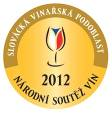 SLOVÁCKÁ VINAŘSKÁ PODOBLAST
2012
NÁRODNÍ SOUTĚŽ VÍN